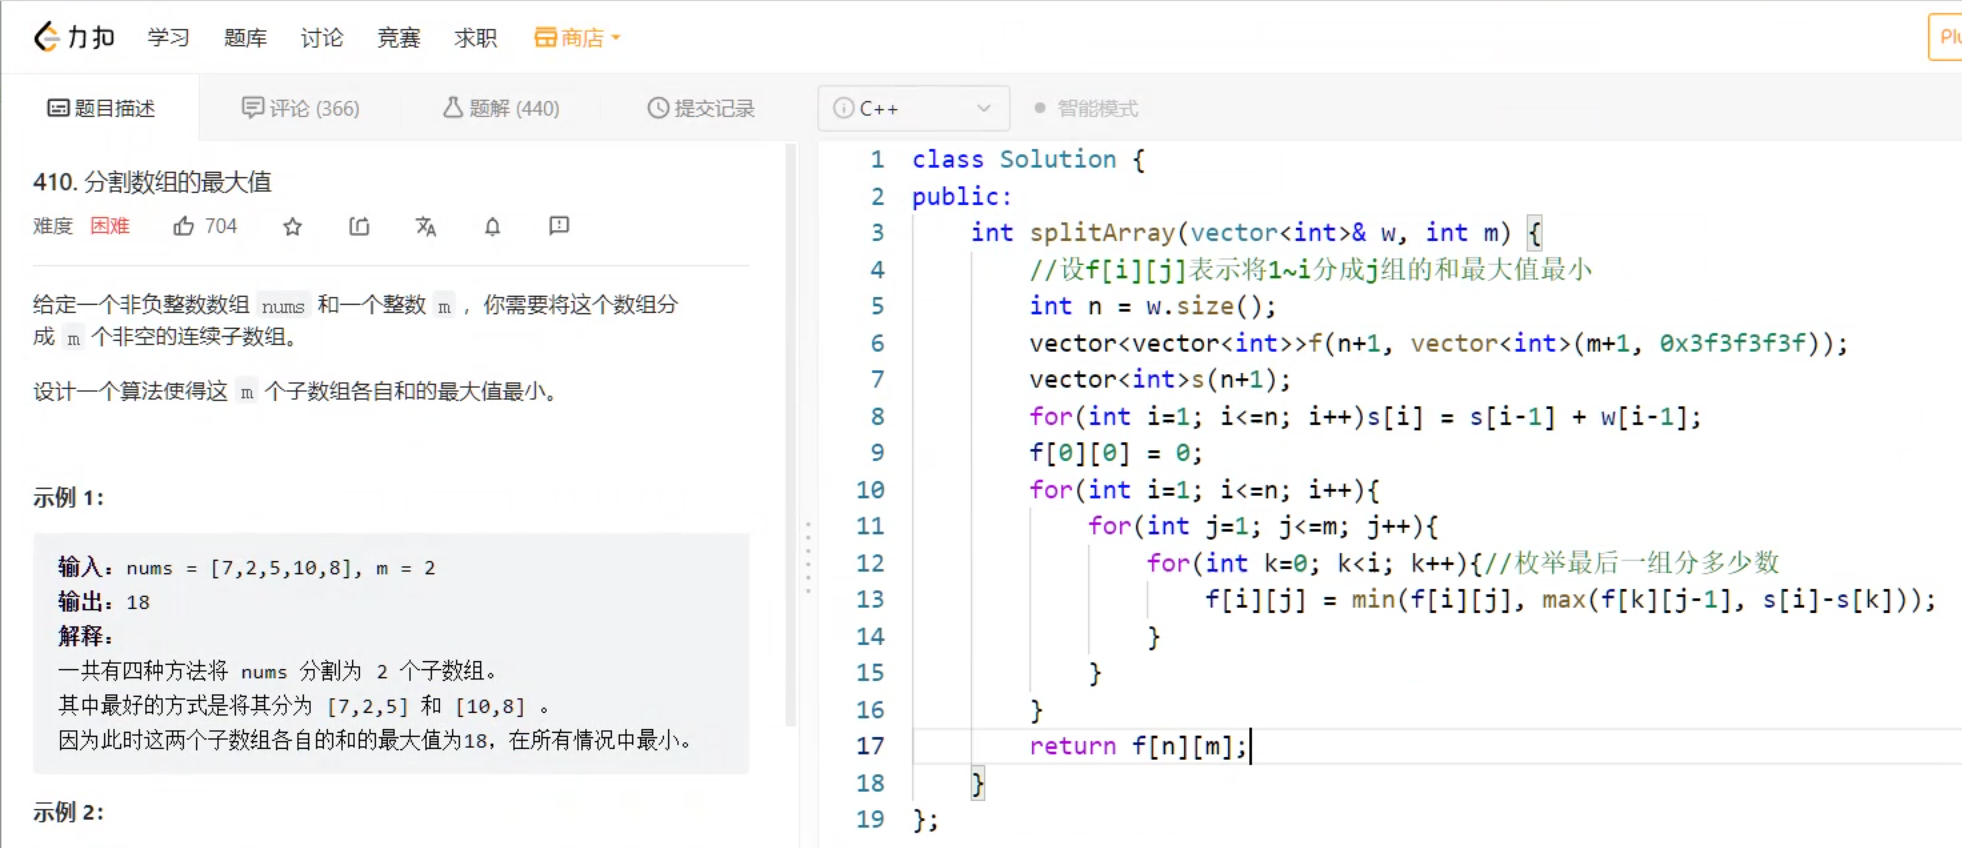 力扣 学习 题库 讨论 竞赛 求职 商店
题目描述 评论 (366) 题解 (440) 提交记录
410. 分割数组的最大值
难度 困难 704
给定一个非负整数数组 nums 和一个整数 m ，你需要将这个数组分
成 m 个非空的连续子数组。
设计一个算法使得这 m 个子数组各自和的最大值最小。
示例 1：
输入：nums = [7,2,5,10,8], m = 2
输出：18
解释：
一共有四种方法将 nums 分割为 2 个子数组。
其中最好的方式是将其分为 [7,2,5] 和 [10,8] 。
因为此时这两个子数组各自的和的最大值为18，在所有情况中最小。
示例 2：
C++ 智能模式
1 class Solution {
2 public:
3 int splitArray(vector<int>& w, int m) {
4 //设f[i][j]表示将1~i分成j组的和最大值最小
5 int n = w.size();
6 vector<vector<int>>f(n+1, vector<int>(m+1, 0x3f3f3f3f));
7 vector<int>s(n+1);
8 for(int i=1; i<=n; i++)s[i] = s[i-1] + w[i-1];
9 f[0][0] = 0;
10 for(int i=1; i<=n; i++){
11 for(int j=1; j<=m; j++){
12 for(int k=0; k<i; k++){//枚举最后一组分多少数
13 f[i][j] = min(f[i][j], max(f[k][j-1], s[i]-s[k]));
14 }
15 }
16 }
17 return f[n][m];
18 }
19 };